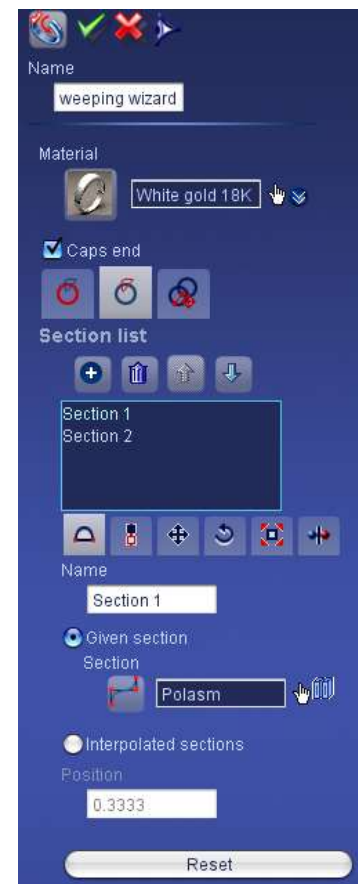 Name
weeping wizard
Material
White gold 18K
Caps end
Section list
Section 1
Section 2
Name
Section 1
Given section
Section
Polasm
Interpolated sections
Position
0.3333
Reset